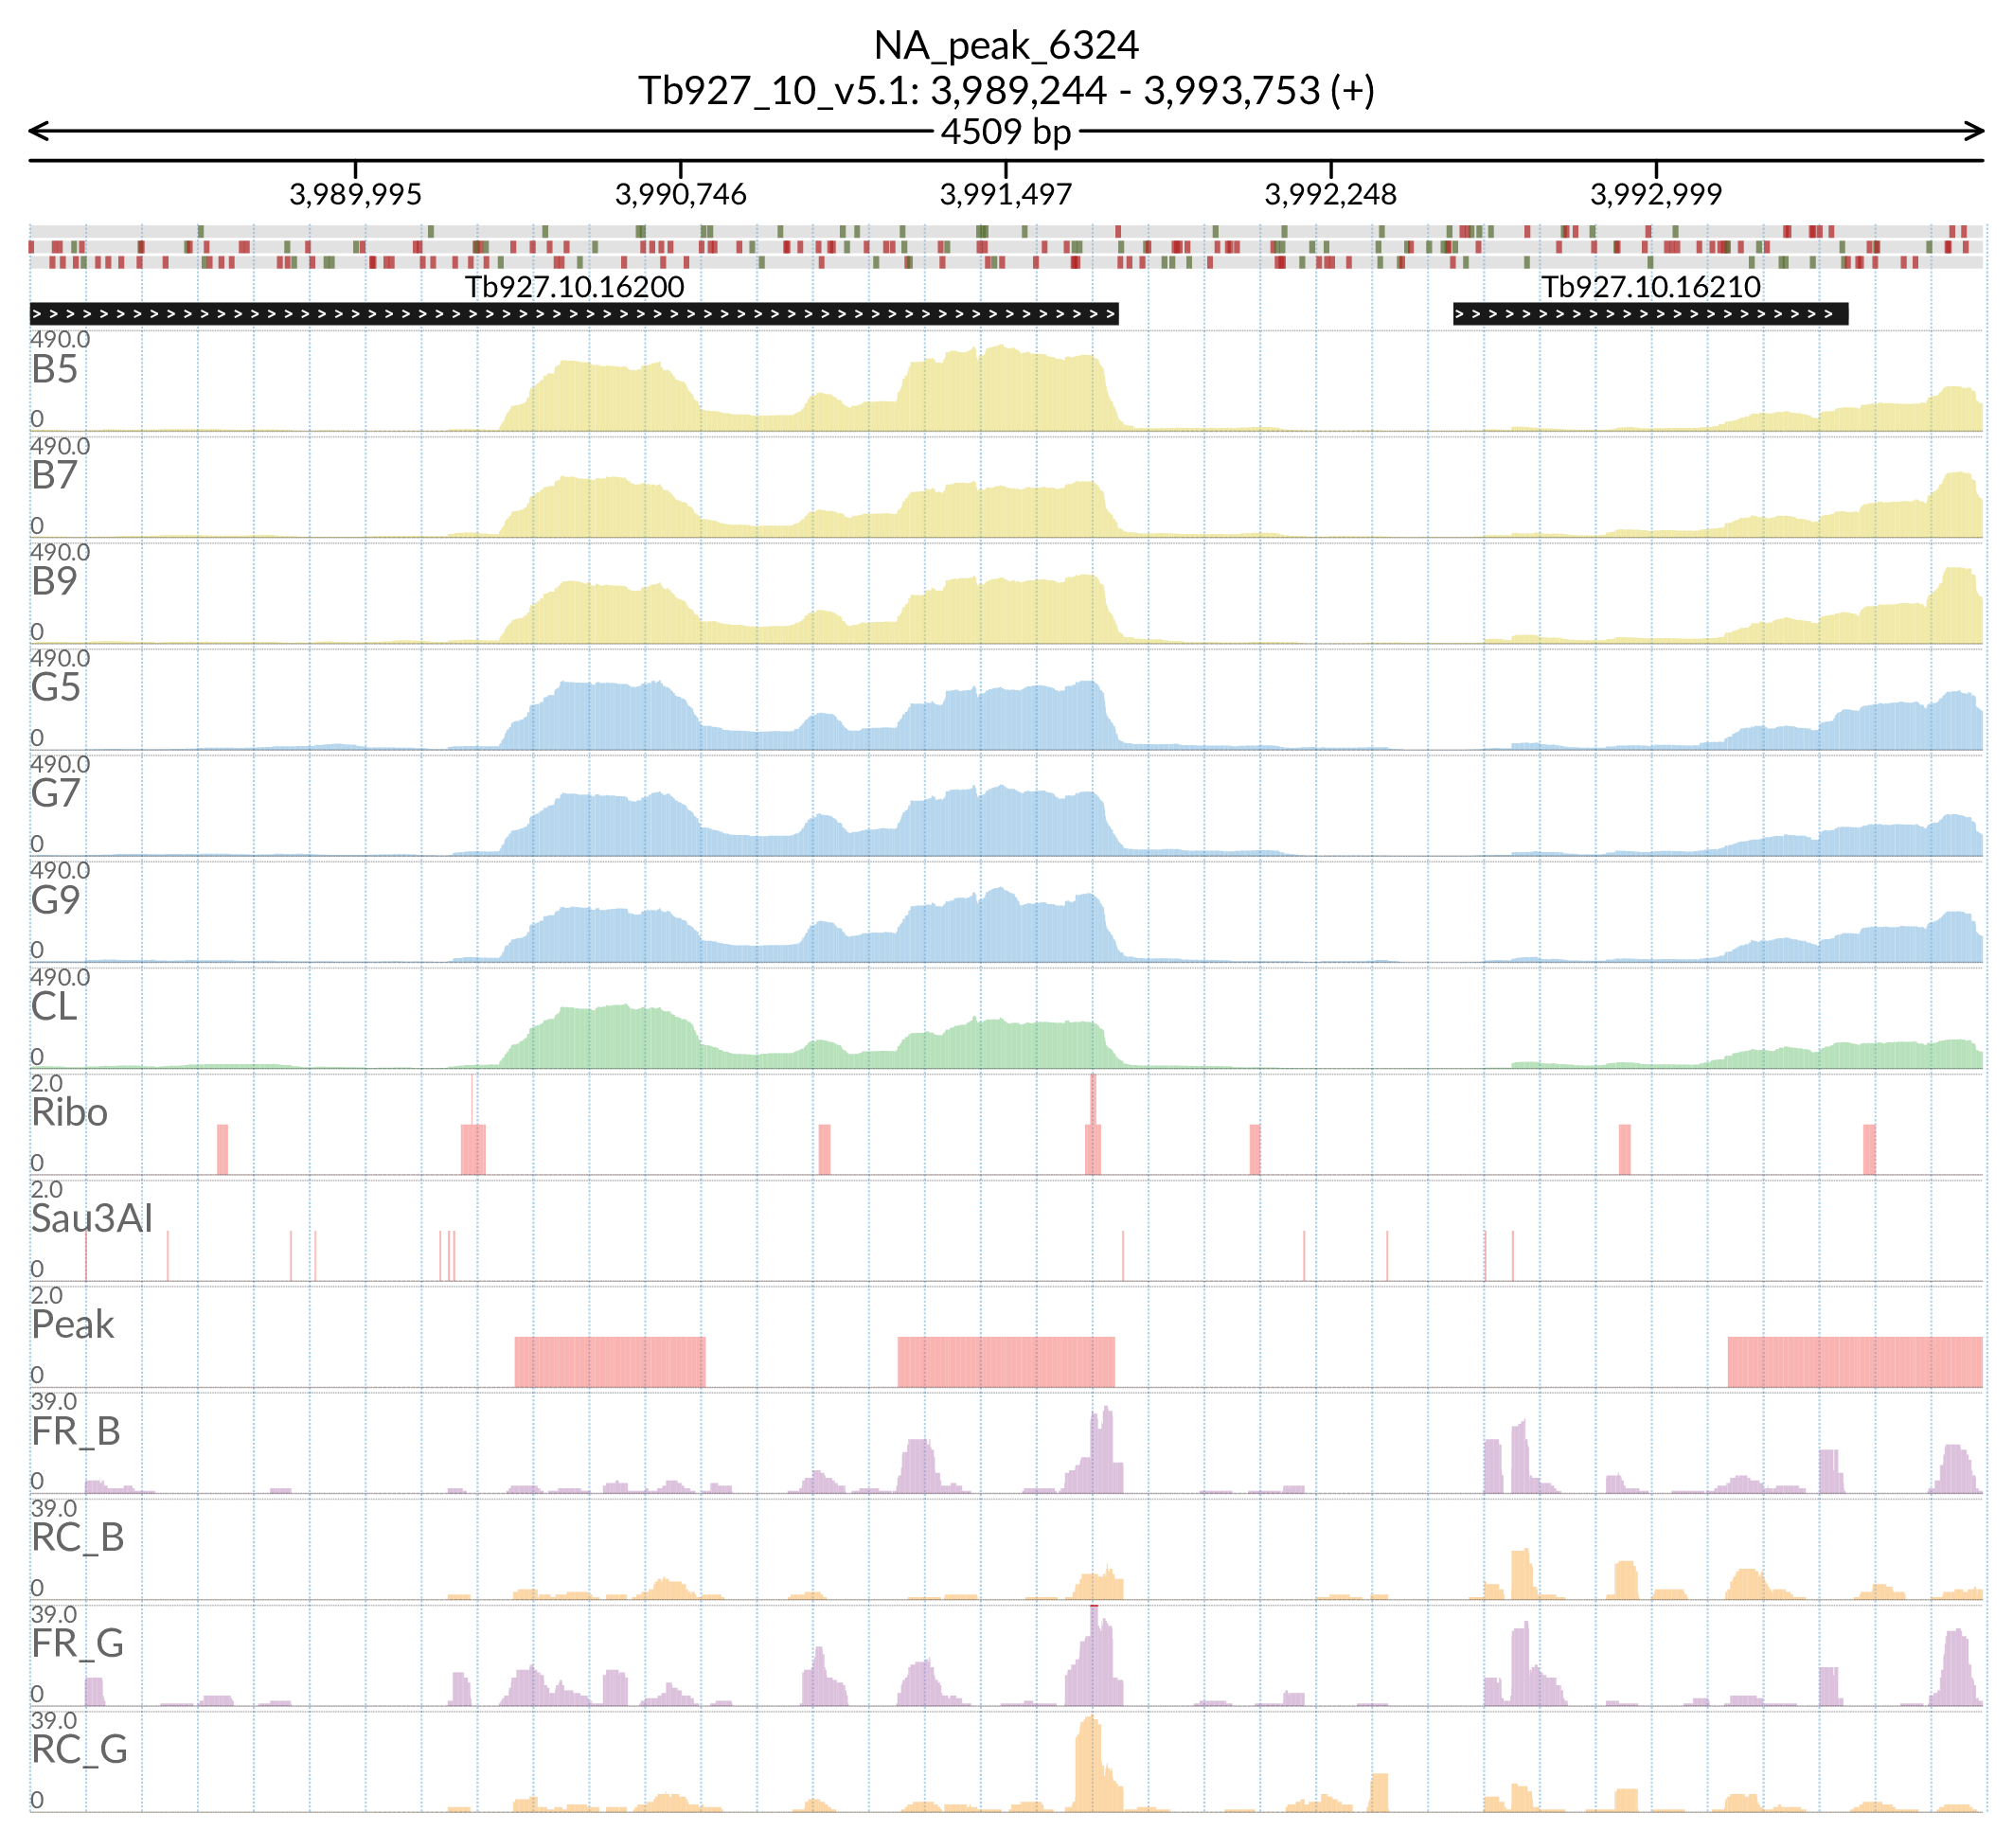 NA_peak_6324
Tb927_10_v5.1: 3,989,244 - 3,993,753 (+)
4509 bp
3,989,995 3,990,746 3,991,497 3,992,248 3,992,999
Tb927.10.16200 Tb927.10.16210
490.0
B5
0
490.0
B7
0
490.0
B9
0
490.0
G5
0
490.0
G7
0
490.0
G9
0
490.0
CL
0
2.0
Ribo
0
2.0
Sau3AI
0
2.0
Peak
0
39.0
FR_B
0
39.0
RC_B
0
39.0
FR_G
0
39.0
RC_G
0